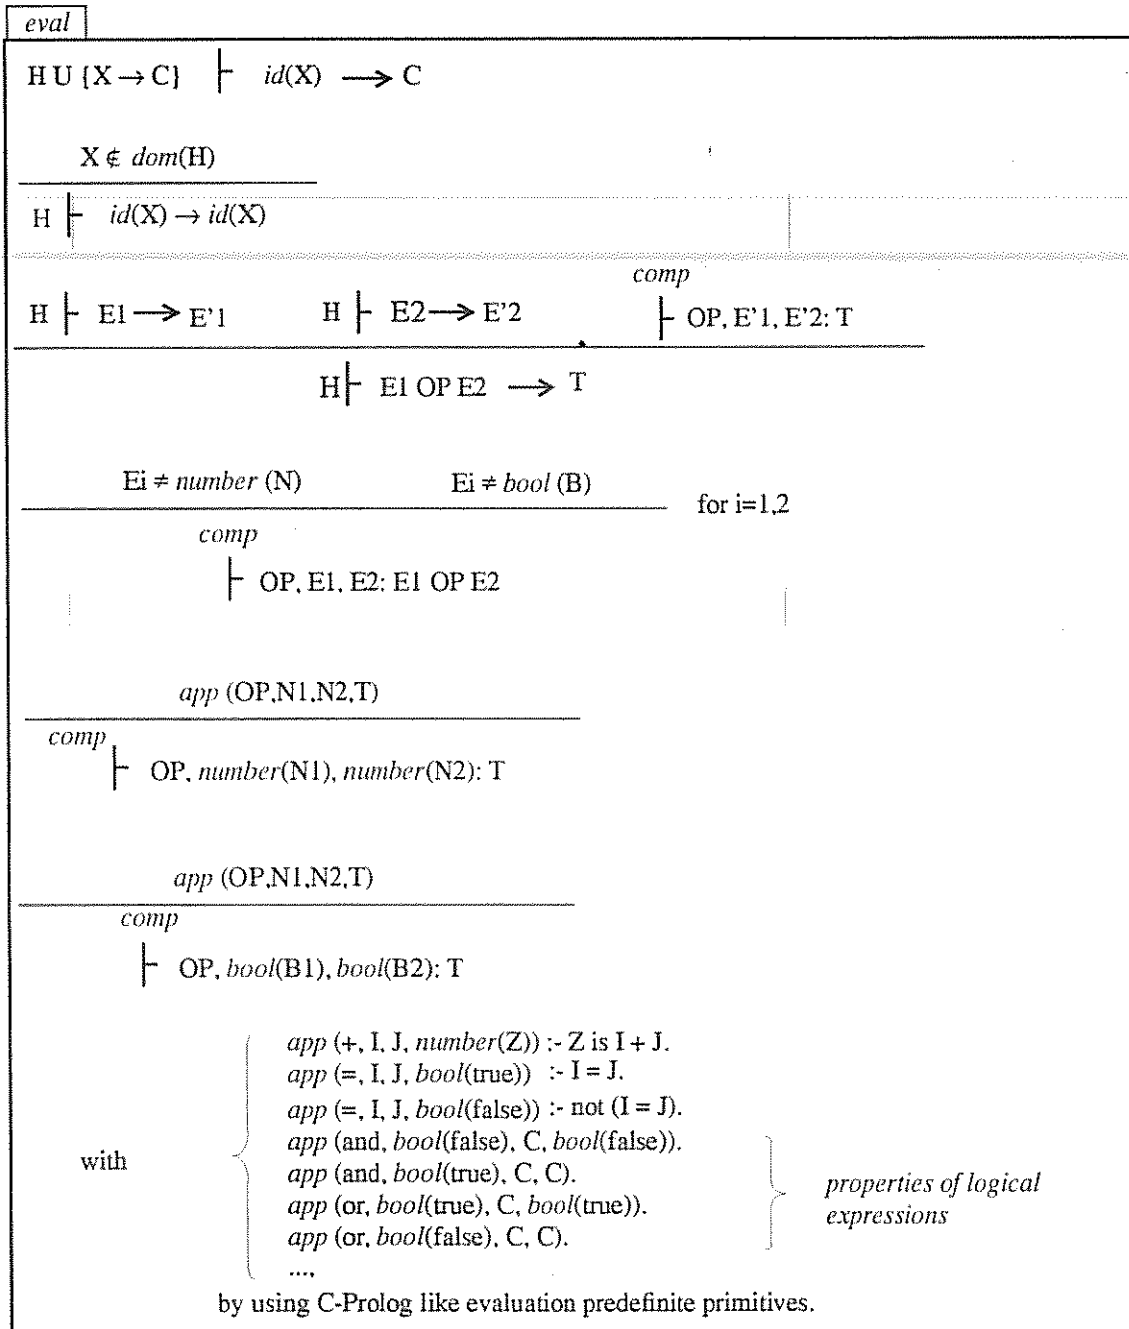 eval
H U {X → C} ⊢ id(X) ⟶ C
X ∉ dom(H)
H ⊢ id(X) → id(X)
comp
H ⊢ E1 ⟶ E'1 H ⊢ E2 ⟶ E'2 ⊢ OP, E'1, E'2: T
H ⊢ E1 OP E2 ⟶ T
Ei ≠ number (N) Ei ≠ bool (B) for i=1,2
comp
⊢ OP, E1, E2: E1 OP E2
app (OP,N1,N2,T)
comp
⊢ OP, number(N1), number(N2): T
app (OP,N1,N2,T)
comp
⊢ OP, bool(B1), bool(B2): T
app (+, I, J, number(Z)) :- Z is I + J.
app (=, I, J, bool(true)) :- I = J.
app (=, I, J, bool(false)) :- not (I = J).
app (and, bool(false), C, bool(false)).
with app (and, bool(true), C, C).
app (or, bool(true), C, bool(true)).
app (or, bool(false), C, C).
....
properties of logical
expressions
by using C-Prolog like evaluation predefinite primitives.